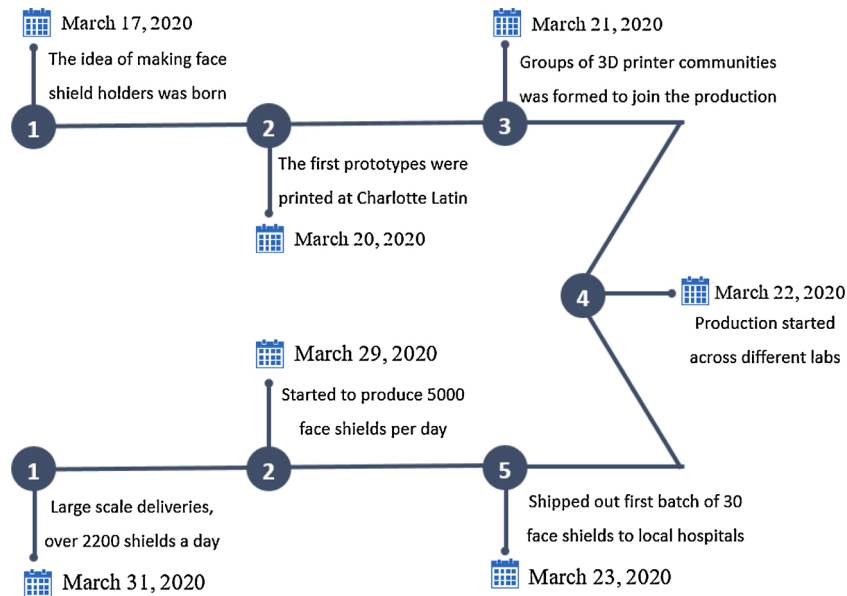 March 17, 2020
The idea of making face
shield holders was born
1
2
The first prototypes were
printed at Charlotte Latin
March 20, 2020
March 21, 2020
Groups of 3D printer communities
was formed to join the production
3
4
March 22, 2020
Production started
across different labs
5
Shipped out first batch of 30
face shields to local hospitals
March 23, 2020
March 29, 2020
Started to produce 5000
face shields per day
2
1
Large scale deliveries,
over 2200 shields a day
March 31, 2020